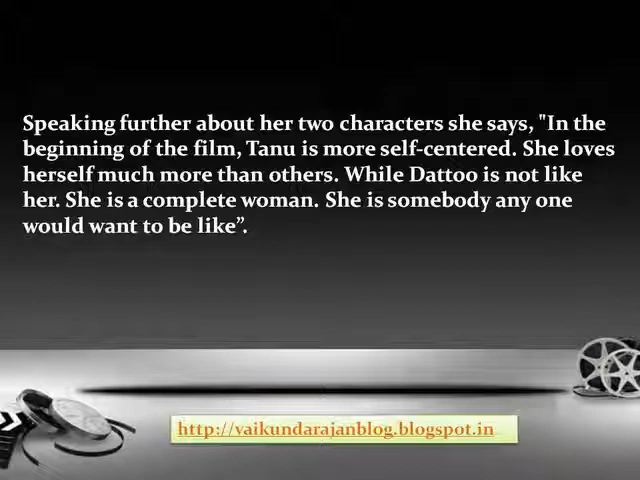 Speaking further about her two characters she says, "In the
beginning of the film, Tanu is more self-centered. She loves
herself much more than others. While Dattoo is not like
her. She is a complete woman. She is somebody any one
would want to be like”.
http://vaikundarajanblog.blogspot.in